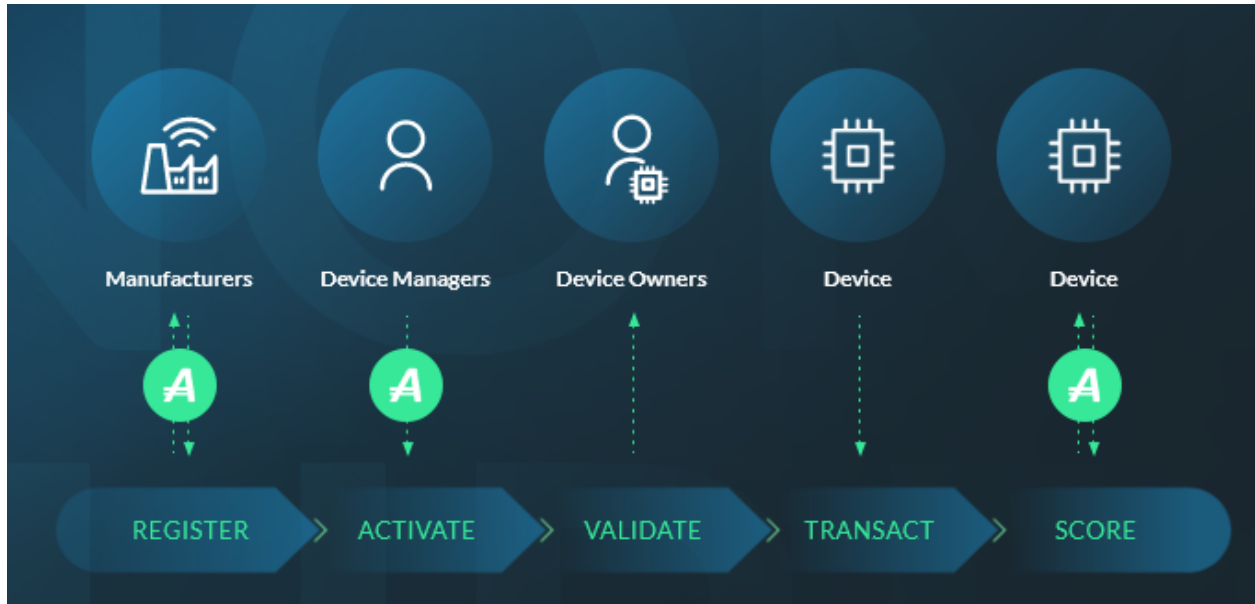 Manufacturers
Device Managers
Device Owners
Device
Device
REGISTER
ACTIVATE
VALIDATE
TRANSACT
SCORE